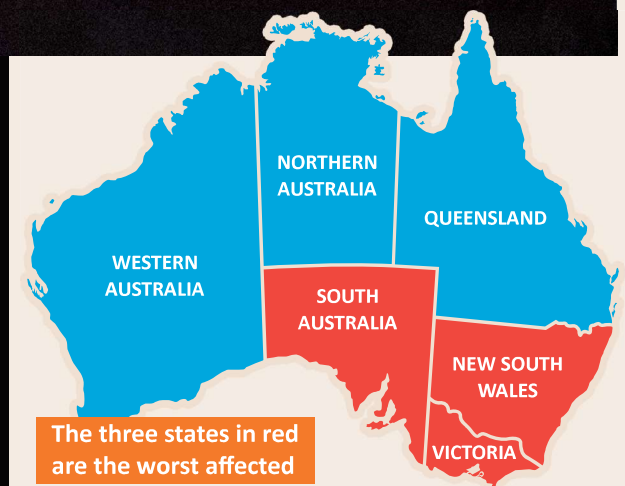 NORTHERN
AUSTRALIA
QUEENSLAND
WESTERN
AUSTRALIA
SOUTH
AUSTRALIA
NEW SOUTH
WALES
VICTORIA
The three states in red
are the worst affected